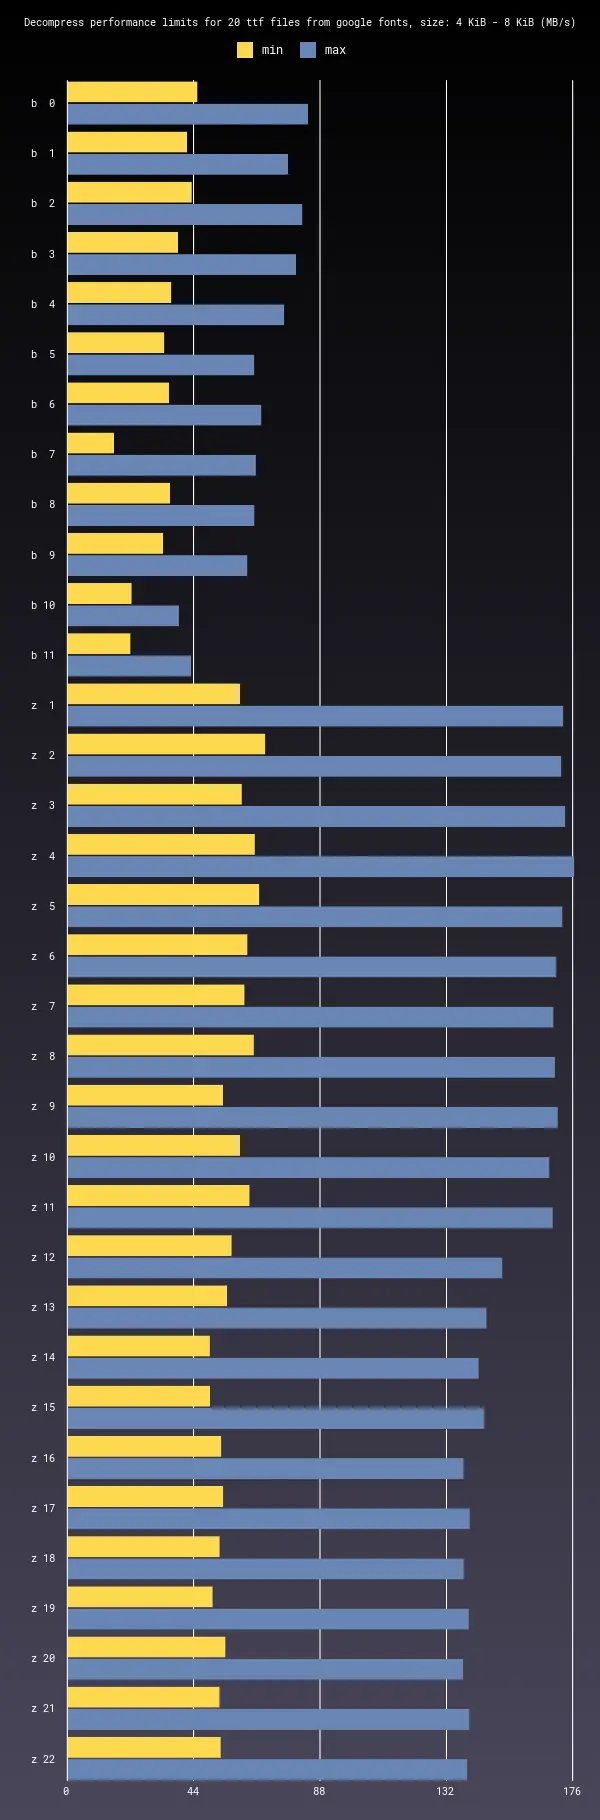 Decompress performance limits for 20 ttf files from google fonts, size: 4 KiB - 8 KiB (MB/s)
min max
b 0
b 1
b 2
b 3
b 4
b 5
b 6
b 7
b 8
b 9
b 10
b 11
z 1
z 2
z 3
z 4
z 5
z 6
z 7
z 8
z 9
z 10
z 11
z 12
z 13
z 14
z 15
z 16
z 17
z 18
z 19
z 20
z 21
z 22
0 44 88 132 176